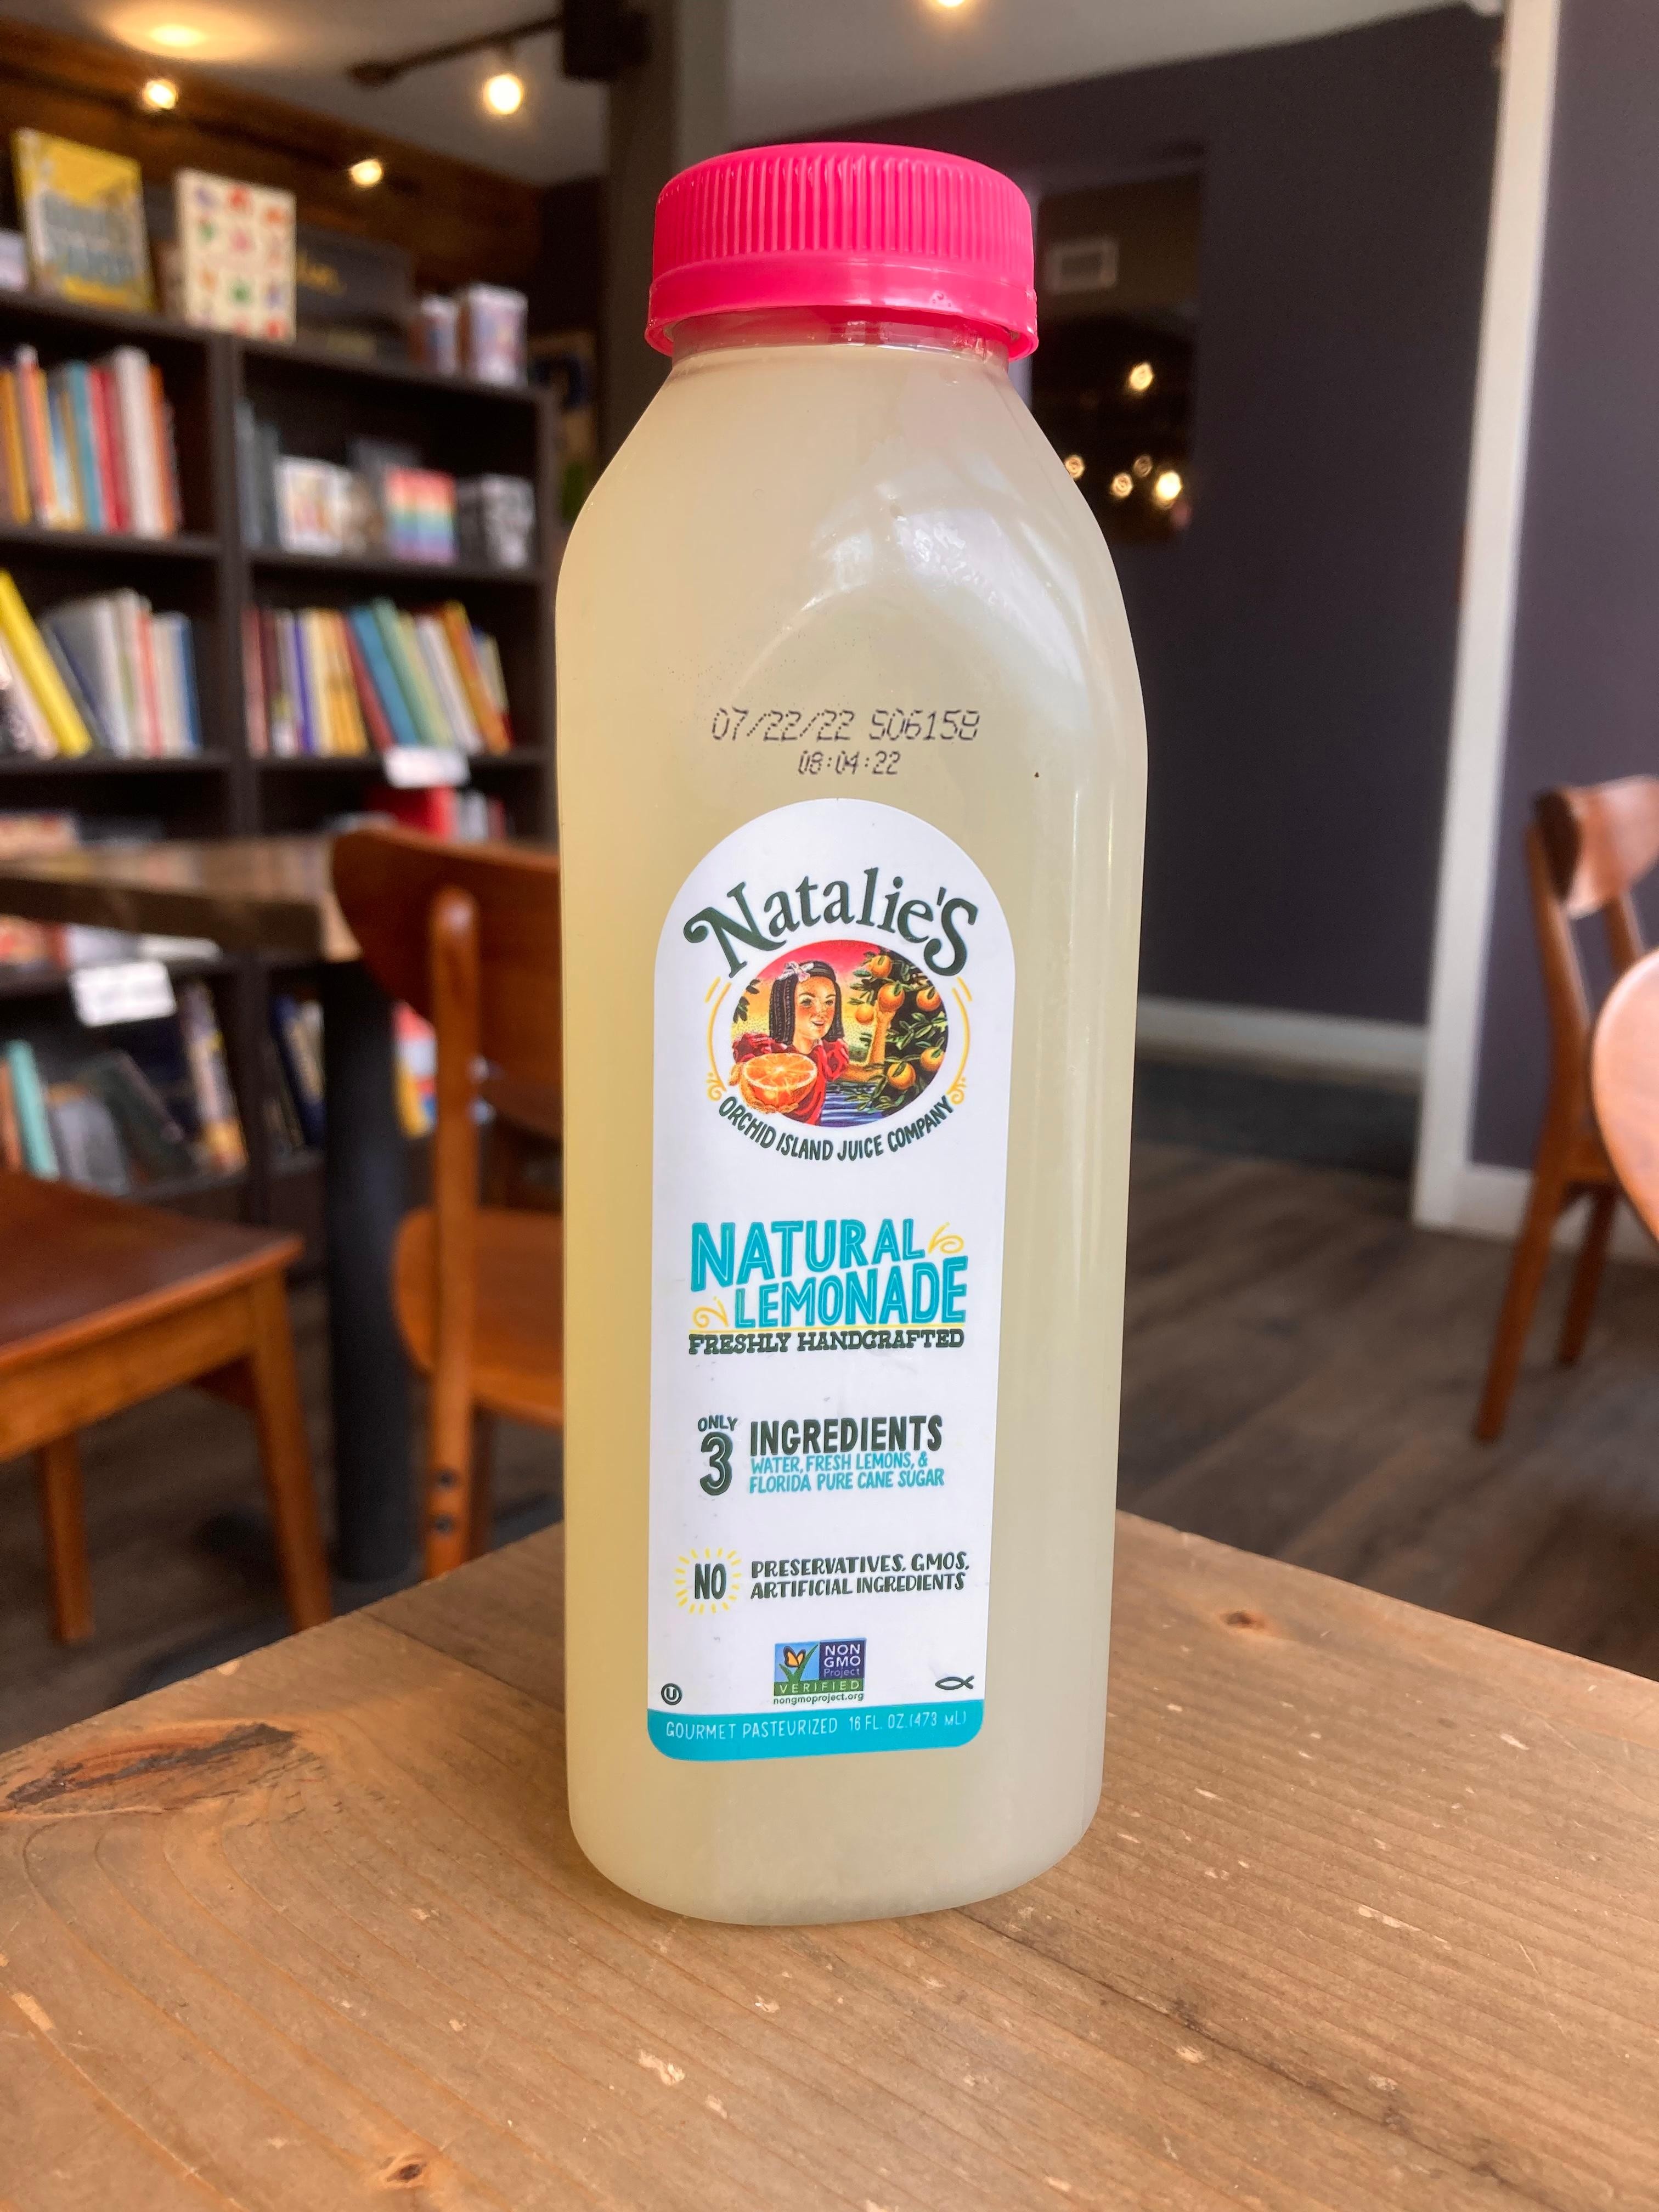 07/22/22 S06158
08:04:22
Natalie's
ORCHID ISLAND JUICE COMPANY
NATURAL
LEMONADE
FRESHLY HANDCRAFTED
ONLY
3
INGREDIENTS
WATER, FRESH LEMONS, &
FLORIDA PURE CANE SUGAR
NO
PRESERVATIVES, GMOS,
ARTIFICIAL INGREDIENTS
NON
GMO
Project
VERIFIED
nongmoproject.org
U
GOURMET PASTEURIZED 16 FL. OZ. (473 mL)